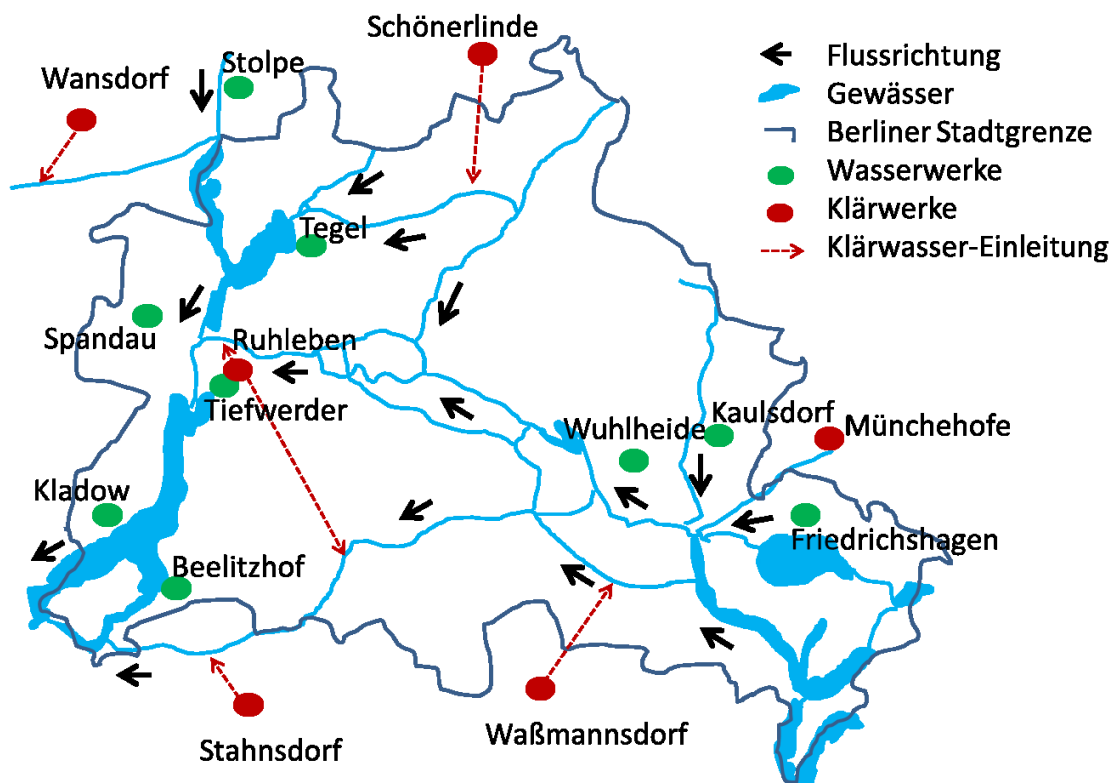 Schönerlinde
Stolpe
Wansdorf
Flussrichtung
Gewässer
Berliner Stadtgrenze
Wasserwerke
Klärwerke
Klärwasser-Einleitung
Tegel
Spandau
Ruhleben
Tiefwerder
Wuhlheide
Kaulsdorf
Münchehofe
Kladow
Friedrichshagen
Beelitzhof
Stahnsdorf
Waßmannsdorf